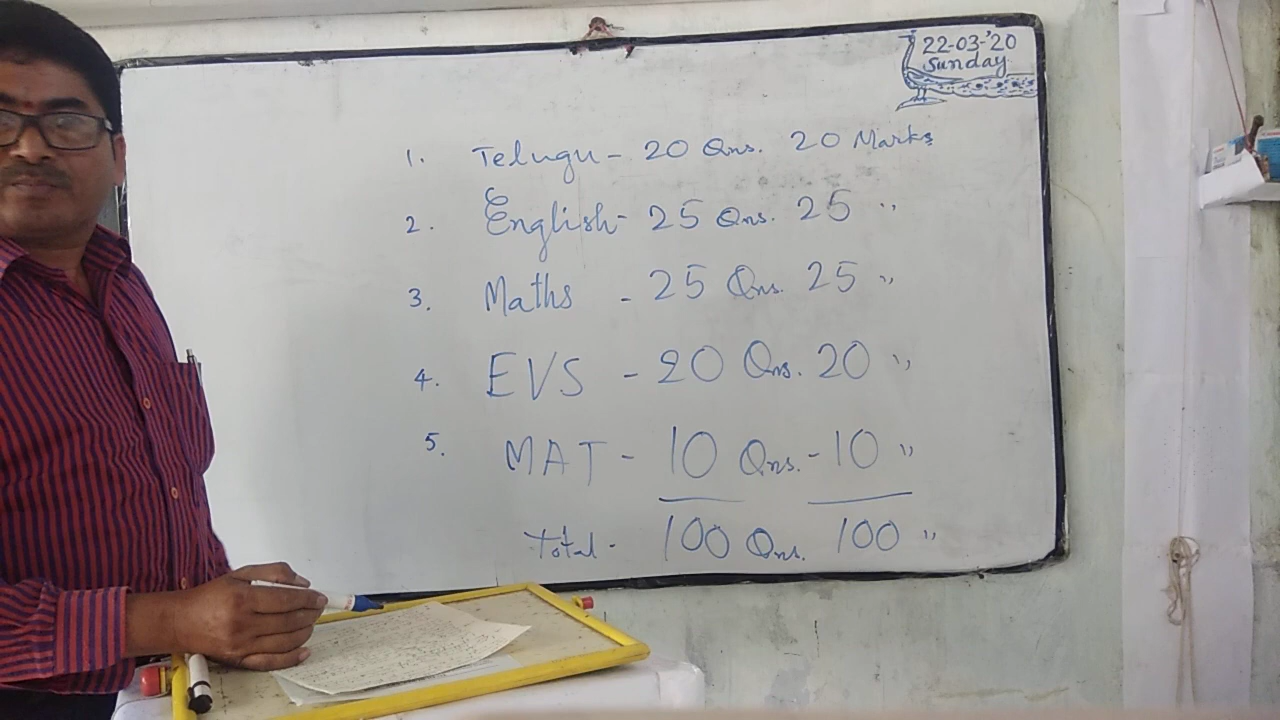 22-03-'20
Sunday
1. Telugu - 20 Qns. 20 Marks
2. English - 25 Qns. 25 "
3. Maths - 25 Qns. 25 "
4. EVS - 20 Qns. 20 "
5. MAT - 10 Qns. - 10 "
Total - 100 Qns. 100 "